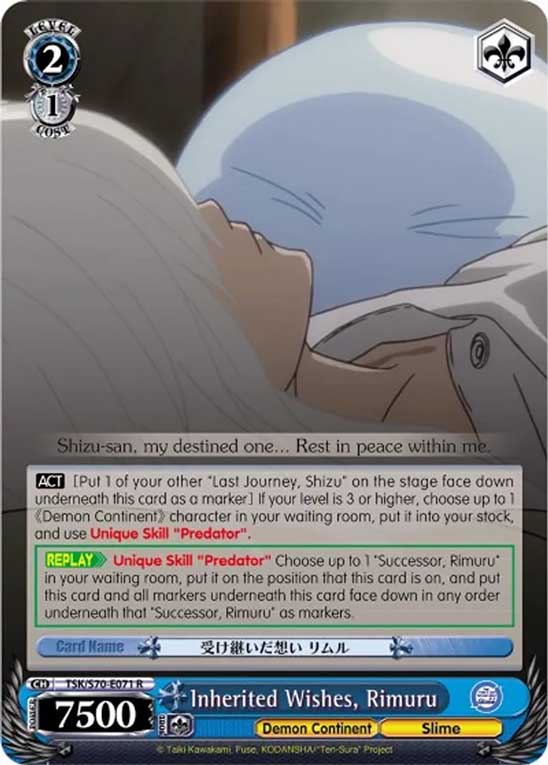 LEVEL
2
1
COST
Shizu-san, my destined one... Rest in peace within me.
ACT [Put 1 of your other "Last Journey, Shizu" on the stage face down
underneath this card as a marker] If your level is 3 or higher, choose up to 1
《Demon Continent》 character in your waiting room, put it into your stock,
and use Unique Skill "Predator".
REPLAY Unique Skill "Predator" Choose up to 1 "Successor, Rimuru"
in your waiting room, put it on the position that this card is on, and put
this card and all markers underneath this card face down in any order
underneath that "Successor, Rimuru" as markers.
Card Name 受け継いだ想い リムル
CH TSK/S70-E071 R
Inherited Wishes, Rimuru
POWER 7500 SOUL Demon Continent Slime
© Taiki Kawakami, Fuse, KODANSHA/"Ten-Sura" Project